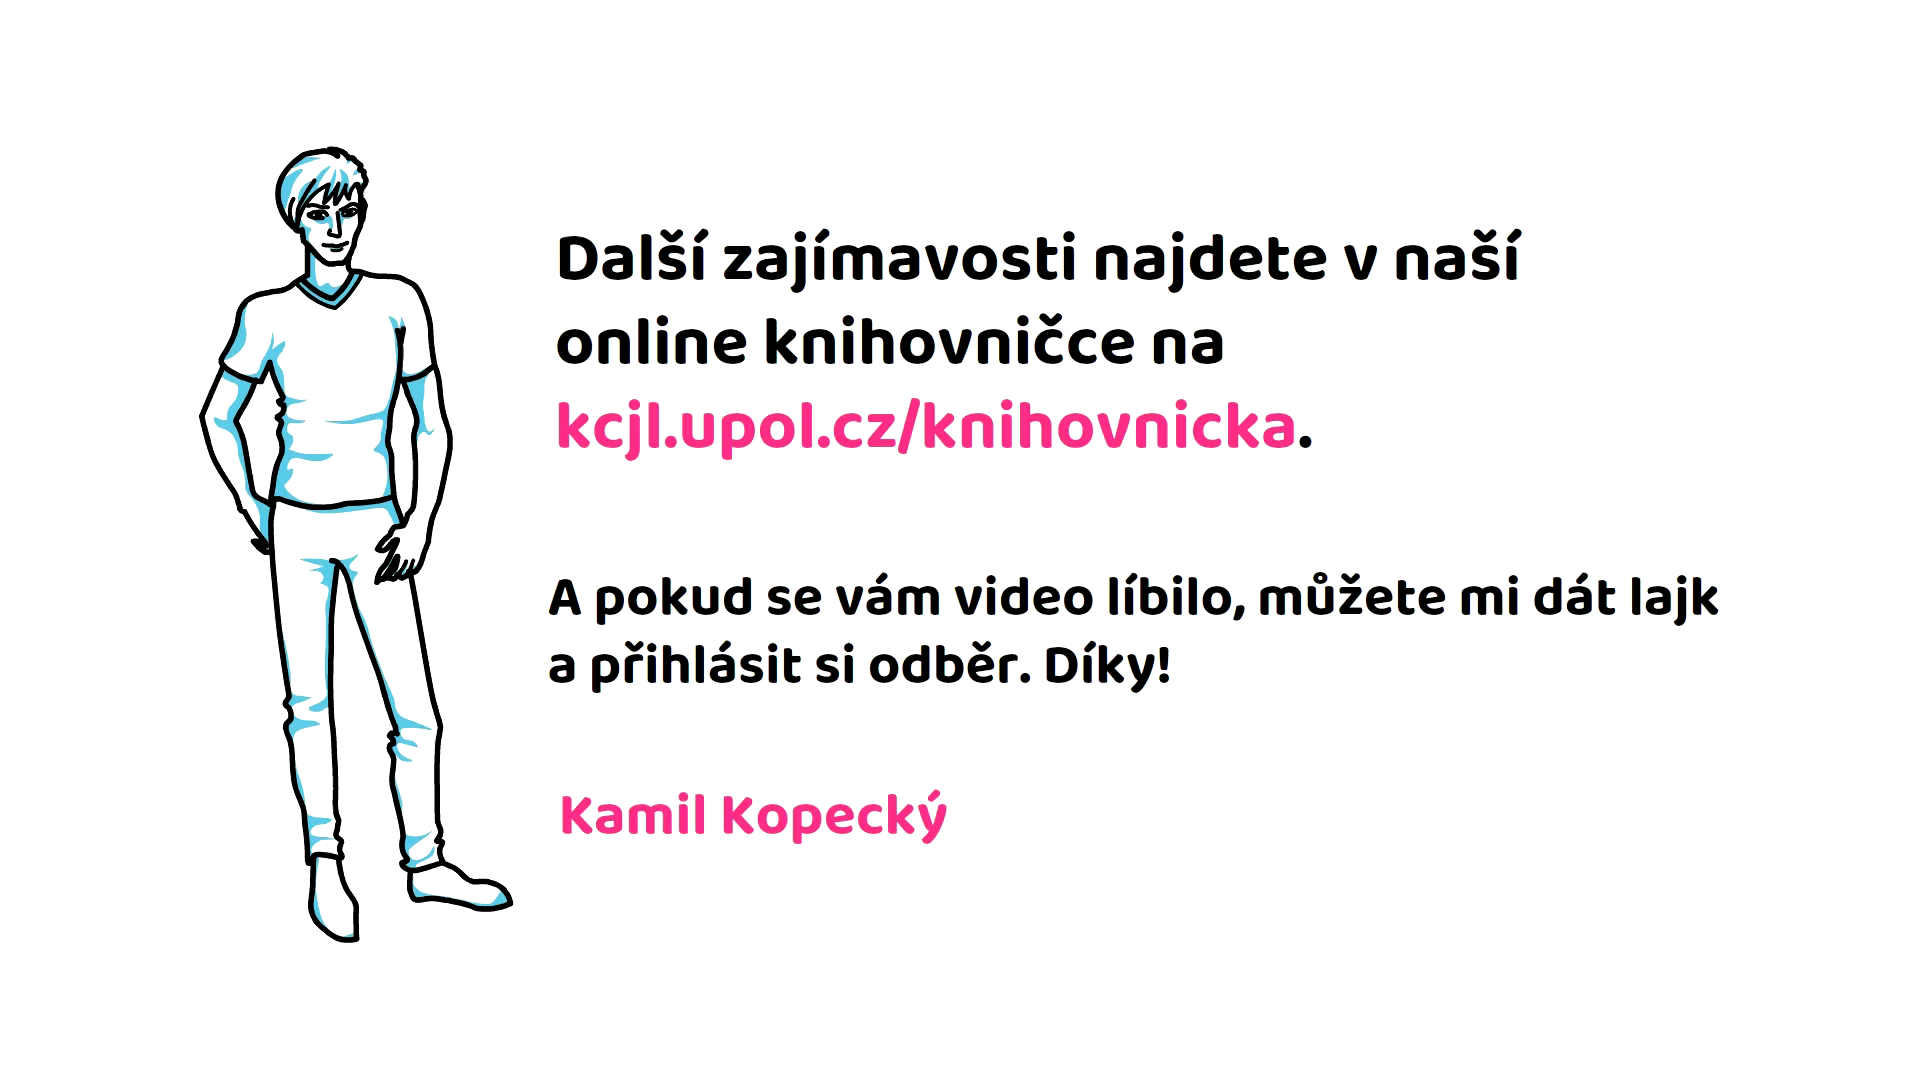 Další zajímavosti najdete v naší
online knihovničce na
kcjl.upol.cz/knihovnicka.
A pokud se vám video líbilo, můžete mi dát lajk
a přihlásit si odběr. Díky!
Kamil Kopecký